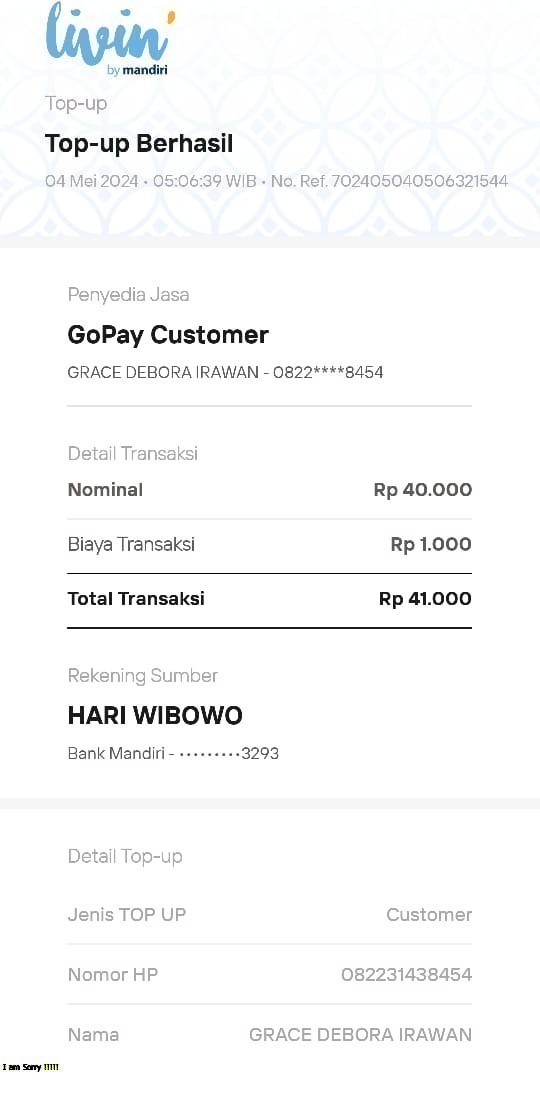 livin'
by mandiri
Top-up
Top-up Berhasil
04 Mei 2024 • 05:06:39 WIB • No. Ref. 702405040506321544
Penyedia Jasa
GoPay Customer
GRACE DEBORA IRAWAN - 0822****8454
Detail Transaksi
Nominal Rp 40.000
Biaya Transaksi Rp 1.000
Total Transaksi Rp 41.000
Rekening Sumber
HARI WIBOWO
Bank Mandiri - •••••••••3293
Detail Top-up
Jenis TOP UP Customer
Nomor HP 082231438454
Nama GRACE DEBORA IRAWAN
I am Sorry !!!!!